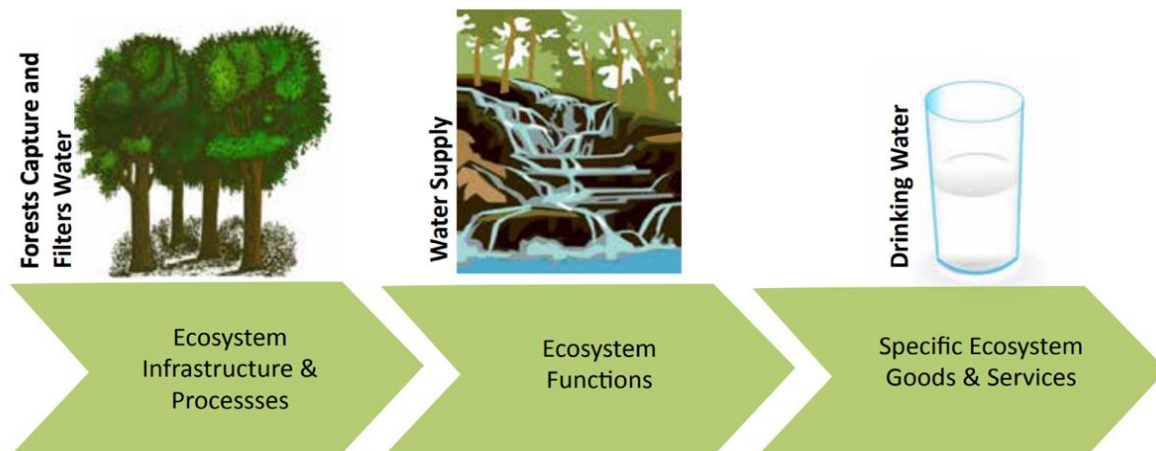 Forests Capture and
Filters Water
Water Supply
Drinking Water
Ecosystem
Infrastructure &
Processses
Ecosystem
Functions
Specific Ecosystem
Goods & Services